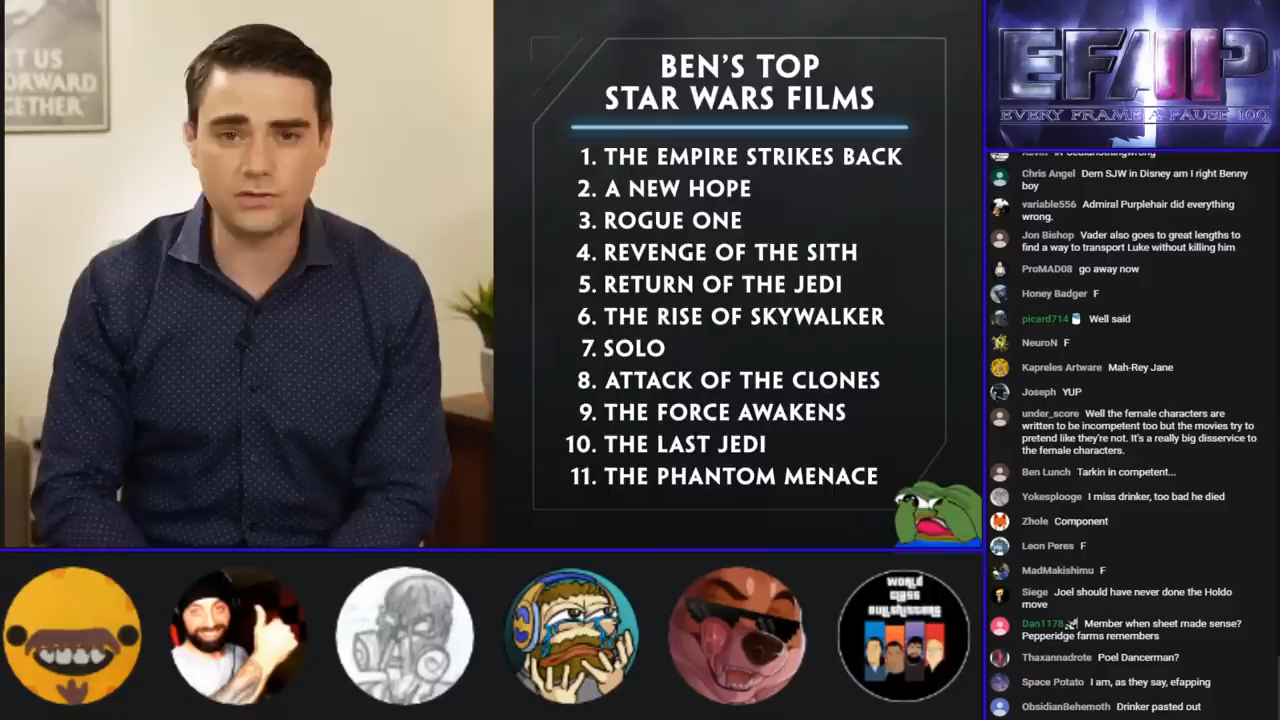 ET US
ORWARD
GETHER
BEN'S TOP
STAR WARS FILMS
1. THE EMPIRE STRIKES BACK
2. A NEW HOPE
3. ROGUE ONE
4. REVENGE OF THE SITH
5. RETURN OF THE JEDI
6. THE RISE OF SKYWALKER
7. SOLO
8. ATTACK OF THE CLONES
9. THE FORCE AWAKENS
10. THE LAST JEDI
11. THE PHANTOM MENACE
EFAP
EVERY FRAME A PAUSE 100
Chris Angel Dem SJW in Disney am I right Benny
boy
variable556 Admiral Purplehair did everything
wrong.
Jon Bishop Vader also goes to great lengths to
find a way to transport Luke without killing him
ProMAD08 go away now
Honey Badger F
picard714 Well said
NeuroN F
Kapreles Artware Mah-Rey Jane
Joseph YUP
under_score Well the female characters are
written to be incompetent too but the movies try to
pretend like they're not. It's a really big disservice to
the female characters.
Ben Lunch Tarkin in competent...
Yokesplooge I miss drinker, too bad he died
Zhole Component
Leon Peres F
MadMakishimu F
Siege Joel should have never done the Holdo
move
Dan1178 Member when sheet made sense?
Pepperidge farms remembers
Thaxannadrote Poel Dancerman?
Space Potato I am, as they say, efapping
ObsidianBehemoth Drinker pasted out
WORLD
CLASS
BULLSHITTERS